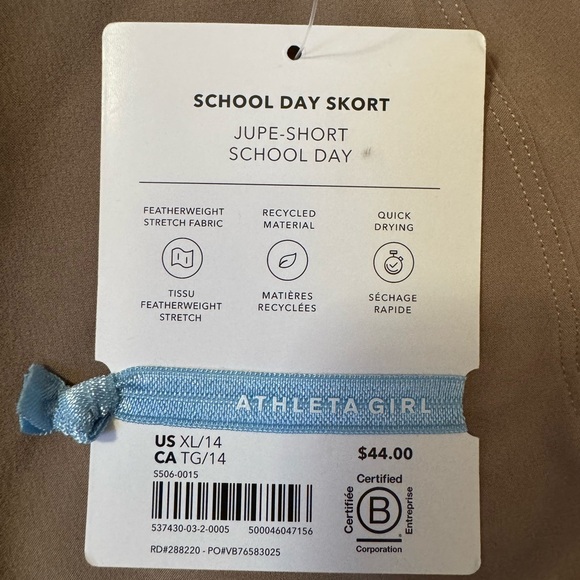 SCHOOL DAY SKORT
JUPE-SHORT
SCHOOL DAY
FEATHERWEIGHT
STRETCH FABRIC
TISSU
FEATHERWEIGHT
STRETCH
RECYCLED
MATERIAL
MATIÈRES
RECYCLÉES
QUICK
DRYING
SÉCHAGE
RAPIDE
ATHLETA GIRL
US XL/14
CA TG/14
S506-0015
537430-03-2-0005 500046047156
RD#288220 - PO#VB76583025
$44.00
Certified
Certifiée
B
Entreprise
Corporation